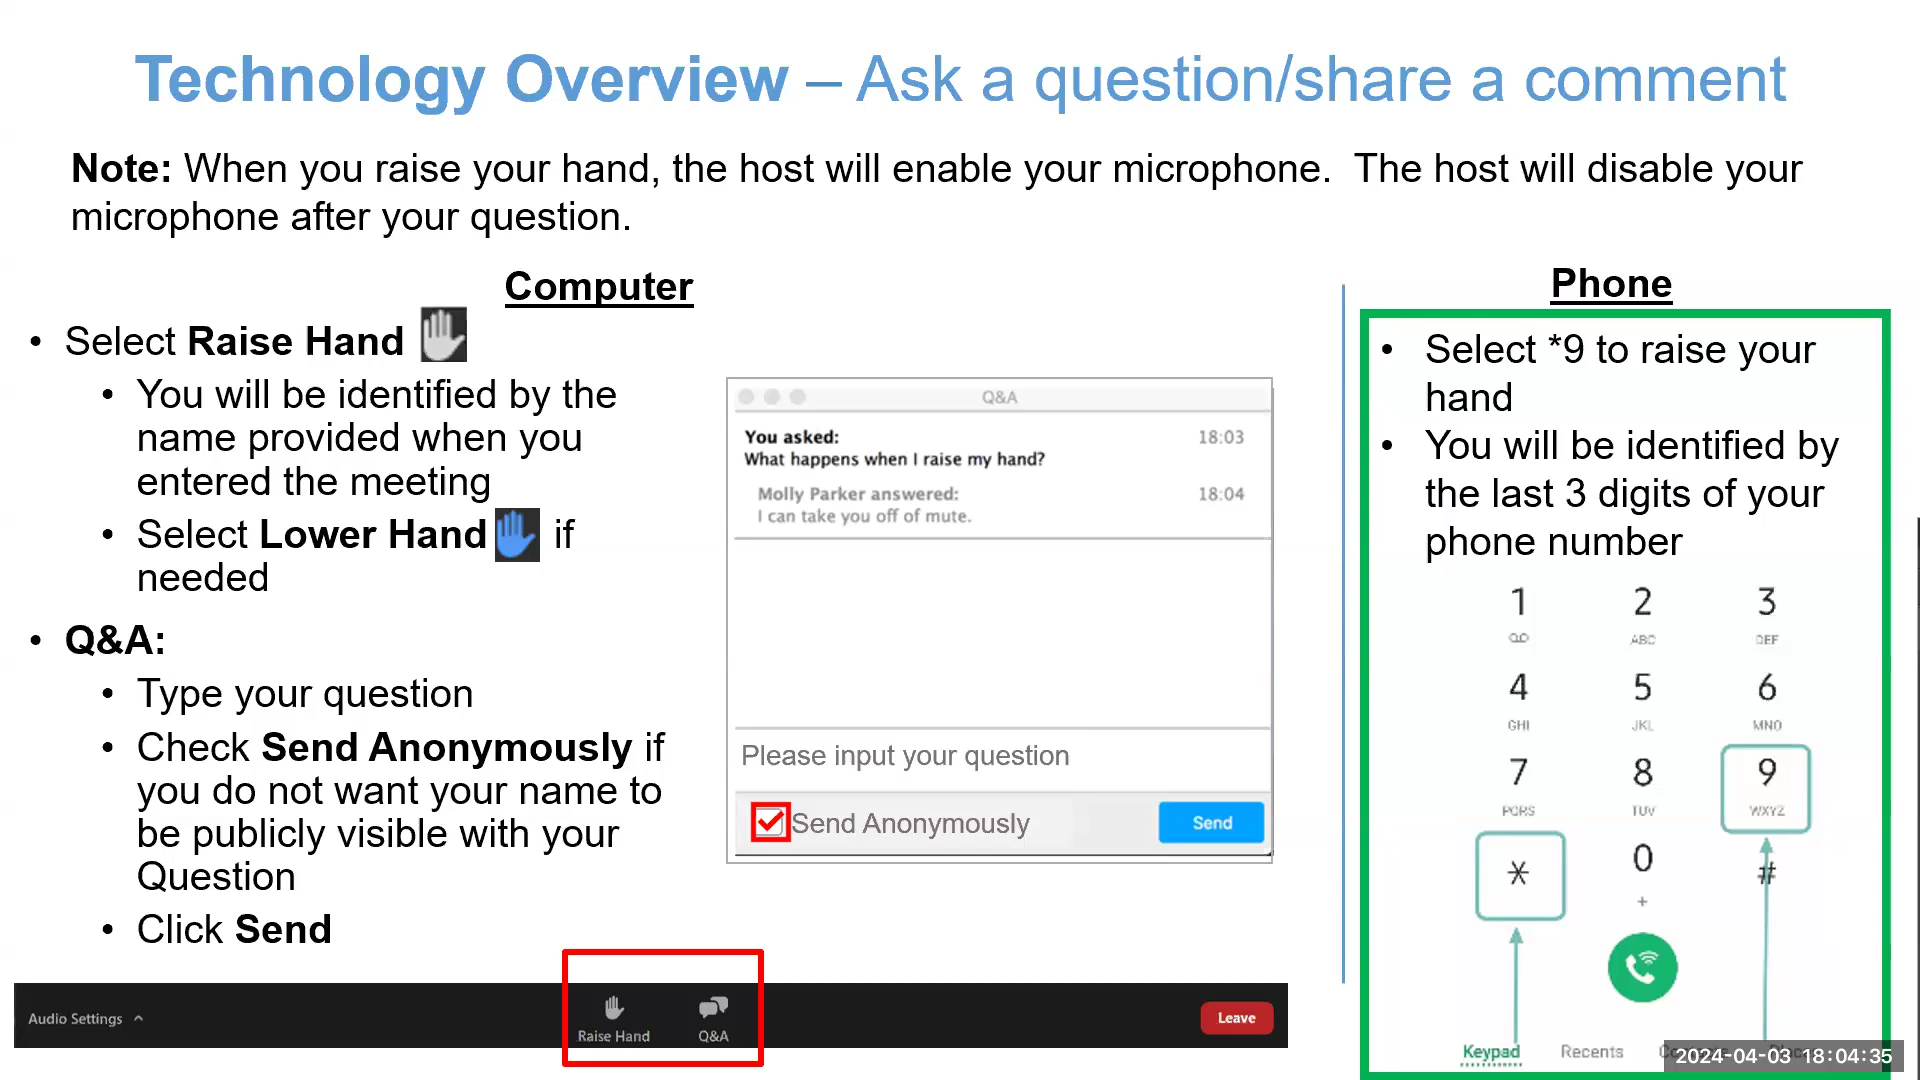 Technology Overview – Ask a question/share a comment
Note: When you raise your hand, the host will enable your microphone.  The host will disable your
microphone after your question.
Computer
• Select Raise Hand
• You will be identified by the
name provided when you
entered the meeting
• Select Lower Hand if
needed
• Q&A:
• Type your question
• Check Send Anonymously if
you do not want your name to
be publicly visible with your
Question
• Click Send
Q&A
You asked: 18:03
What happens when I raise my hand?
Molly Parker answered: 18:04
I can take you off of mute.
Please input your question
Send Anonymously Send
Audio Settings
Raise Hand Q&A
Leave
Phone
• Select *9 to raise your
hand
• You will be identified by
the last 3 digits of your
phone number
1 2 3
ABC DEF
4 5 6
GHI JKL MNO
7 8 9
PQRS TUV WXYZ
* 0 #
+
Keypad Recents
2024-04-03 18:04:35